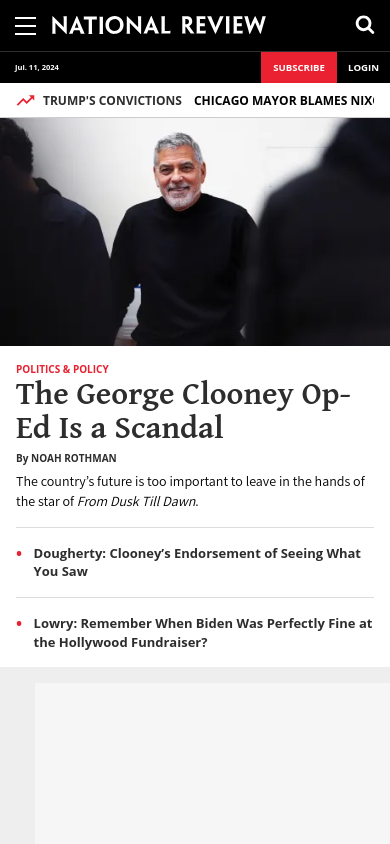 NATIONAL REVIEW
Jul. 11, 2024
SUBSCRIBE
LOGIN
TRUMP'S CONVICTIONS CHICAGO MAYOR BLAMES
POLITICS & POLICY
The George Clooney Op-
Ed Is a Scandal
By NOAH ROTHMAN
The country’s future is too important to leave in the hands of
the star of From Dusk Till Dawn.
• Dougherty: Clooney’s Endorsement of Seeing What
You Saw
• Lowry: Remember When Biden Was Perfectly Fine at
the Hollywood Fundraiser?